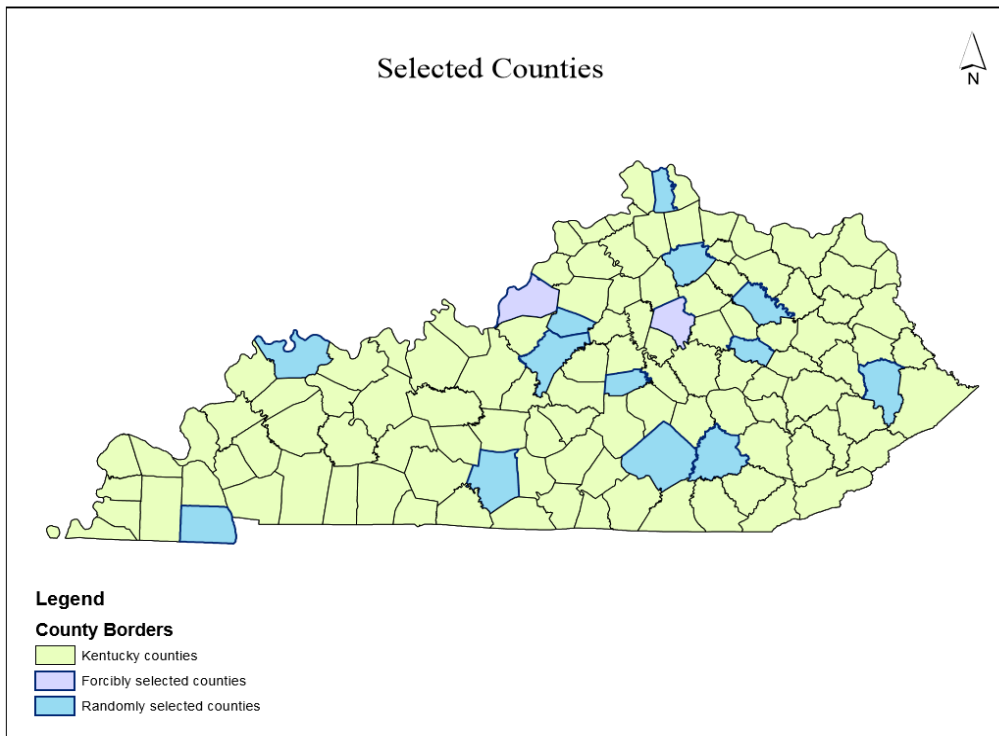 Selected Counties
N
Legend
County Borders
Kentucky counties
Forcibly selected counties
Randomly selected counties